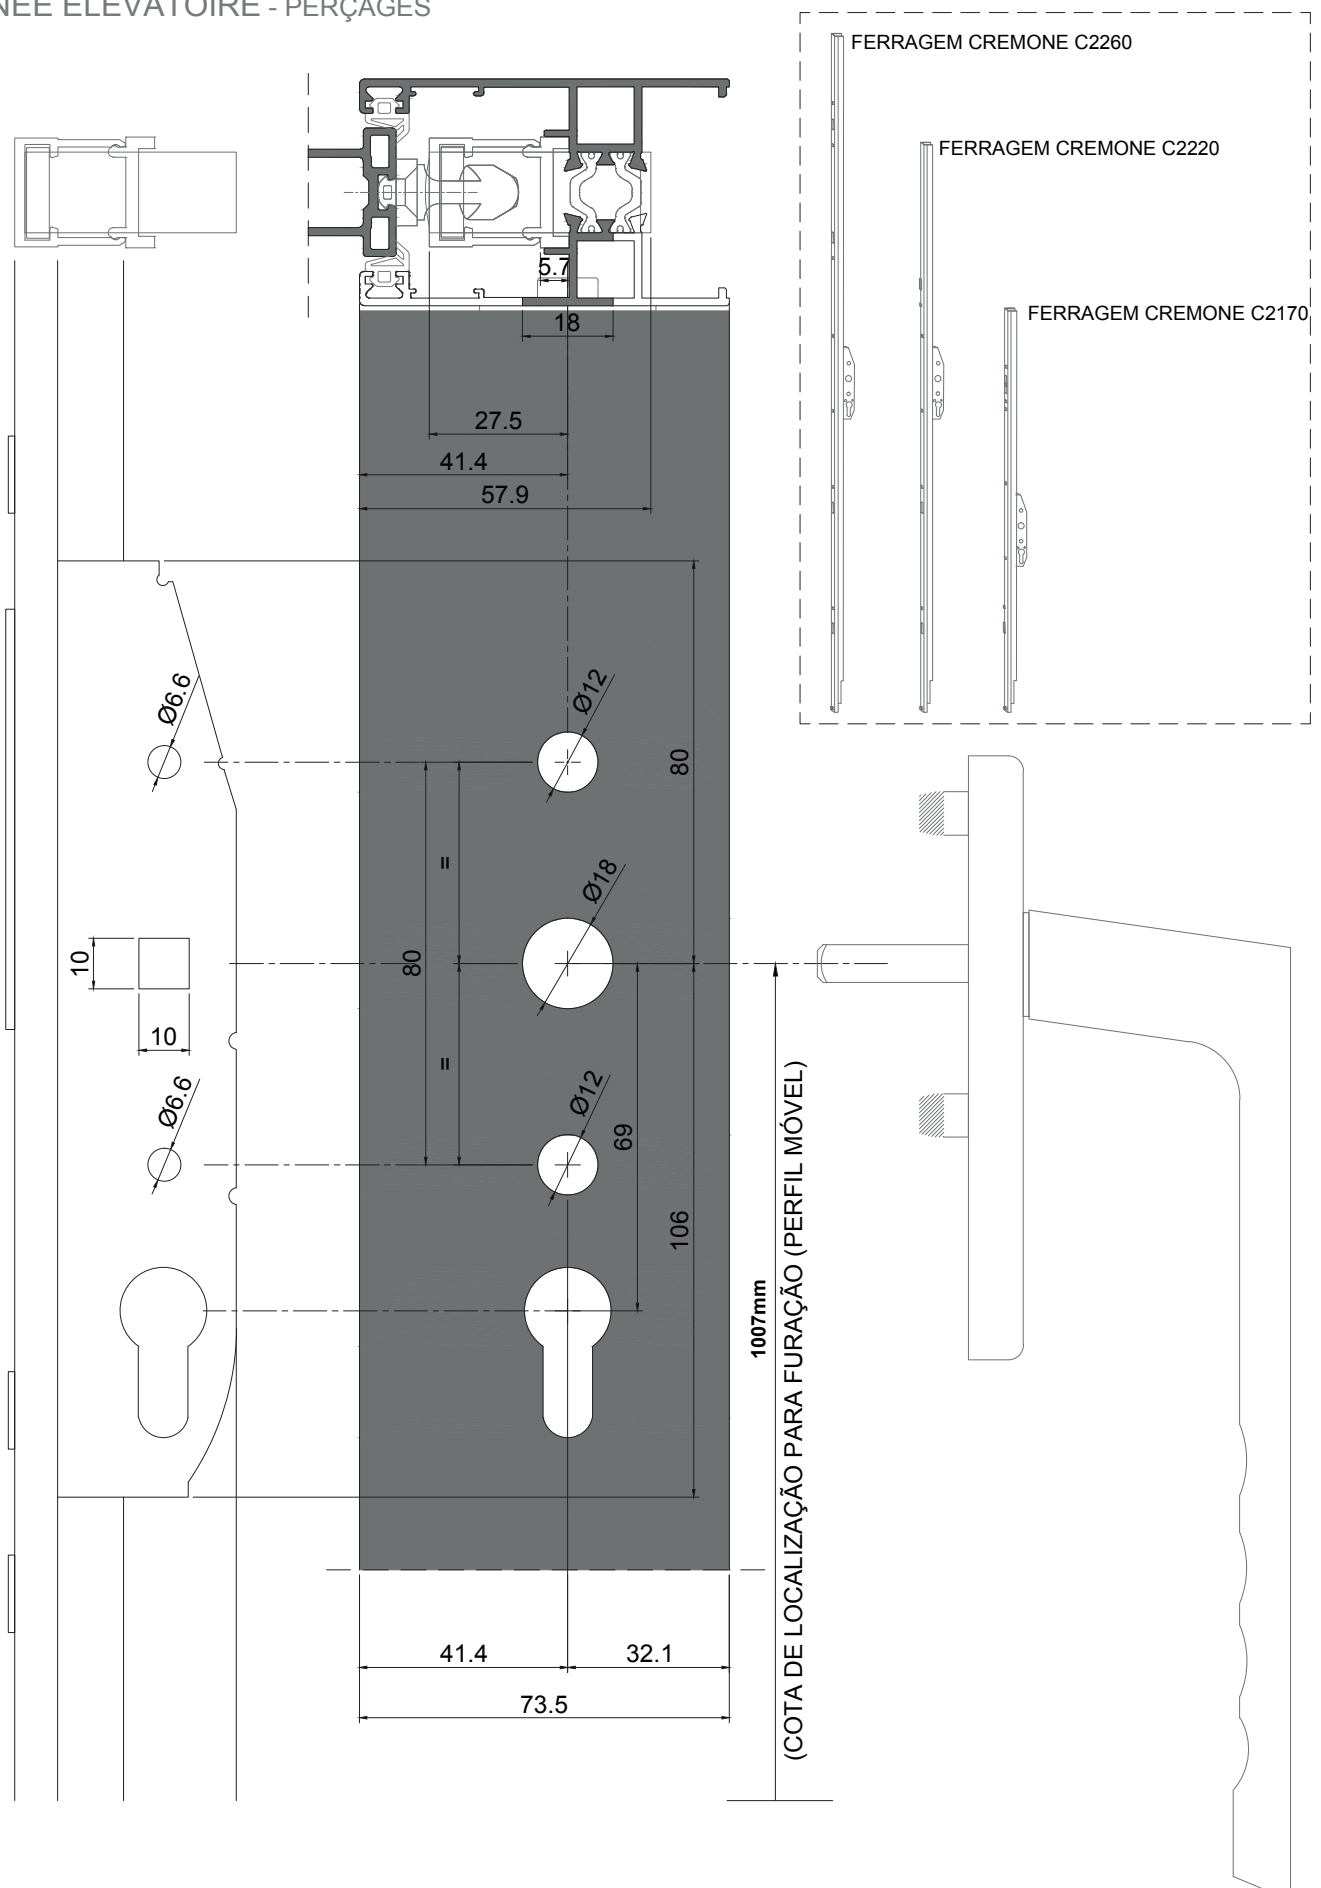 NÉE ÉLÉVATOIRE - PERÇAGES
FERRAGEM CREMONE C2260
FERRAGEM CREMONE C2220
FERRAGEM CREMONE C2170
5.7
18
27.5
41.4
57.9
Ø6.6
Ø12
80
=
Ø18
10
80
10
=
Ø6.6
Ø12
69
106
1007mm
(COTA DE LOCALIZAÇÃO PARA FURAÇÃO (PERFIL MÓVEL)
41.4
32.1
73.5